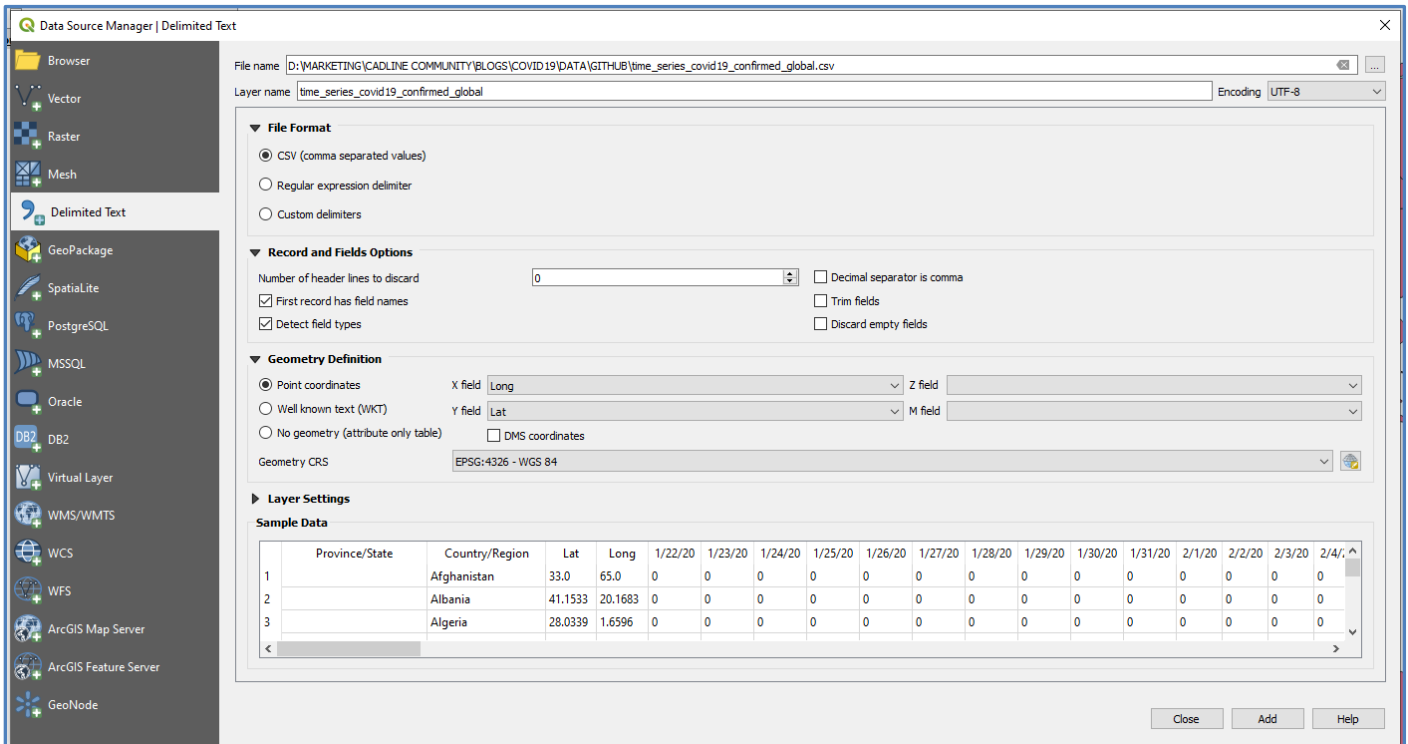 Data Source Manager | Delimited Text
Browser
Vector
Raster
Mesh
Delimited Text
GeoPackage
SpatiaLite
PostgreSQL
MSSQL
Oracle
DB2 DB2
Virtual Layer
WMS/WMTS
WCS
WFS
ArcGIS Map Server
ArcGIS Feature Server
GeoNode
File name D:\MARKETING\CADLINE COMMUNITY\BLOGS\COVID19\DATA\GITHUB\time_series_covid19_confirmed_global.csv ...
Layer name time_series_covid19_confirmed_global Encoding UTF-8
File Format
CSV (comma separated values)
Regular expression delimiter
Custom delimiters
Record and Fields Options
Number of header lines to discard 0 Decimal separator is comma
First record has field names Trim fields
Detect field types Discard empty fields
Geometry Definition
Point coordinates X field Long Z field
Well known text (WKT) Y field Lat M field
No geometry (attribute only table) DMS coordinates
Geometry CRS EPSG:4326 - WGS 84
Layer Settings
Sample Data
Province/State Country/Region Lat Long 1/22/20 1/23/20 1/24/20 1/25/20 1/26/20 1/27/20 1/28/20 1/29/20 1/30/20 1/31/20 2/1/20 2/2/20 2/3/20 2/4/
1 Afghanistan 33.0 65.0 0 0 0 0 0 0 0 0 0 0 0 0 0 0
2 Albania 41.1533 20.1683 0 0 0 0 0 0 0 0 0 0 0 0 0 0
3 Algeria 28.0339 1.6596 0 0 0 0 0 0 0 0 0 0 0 0 0 0
Close Add Help